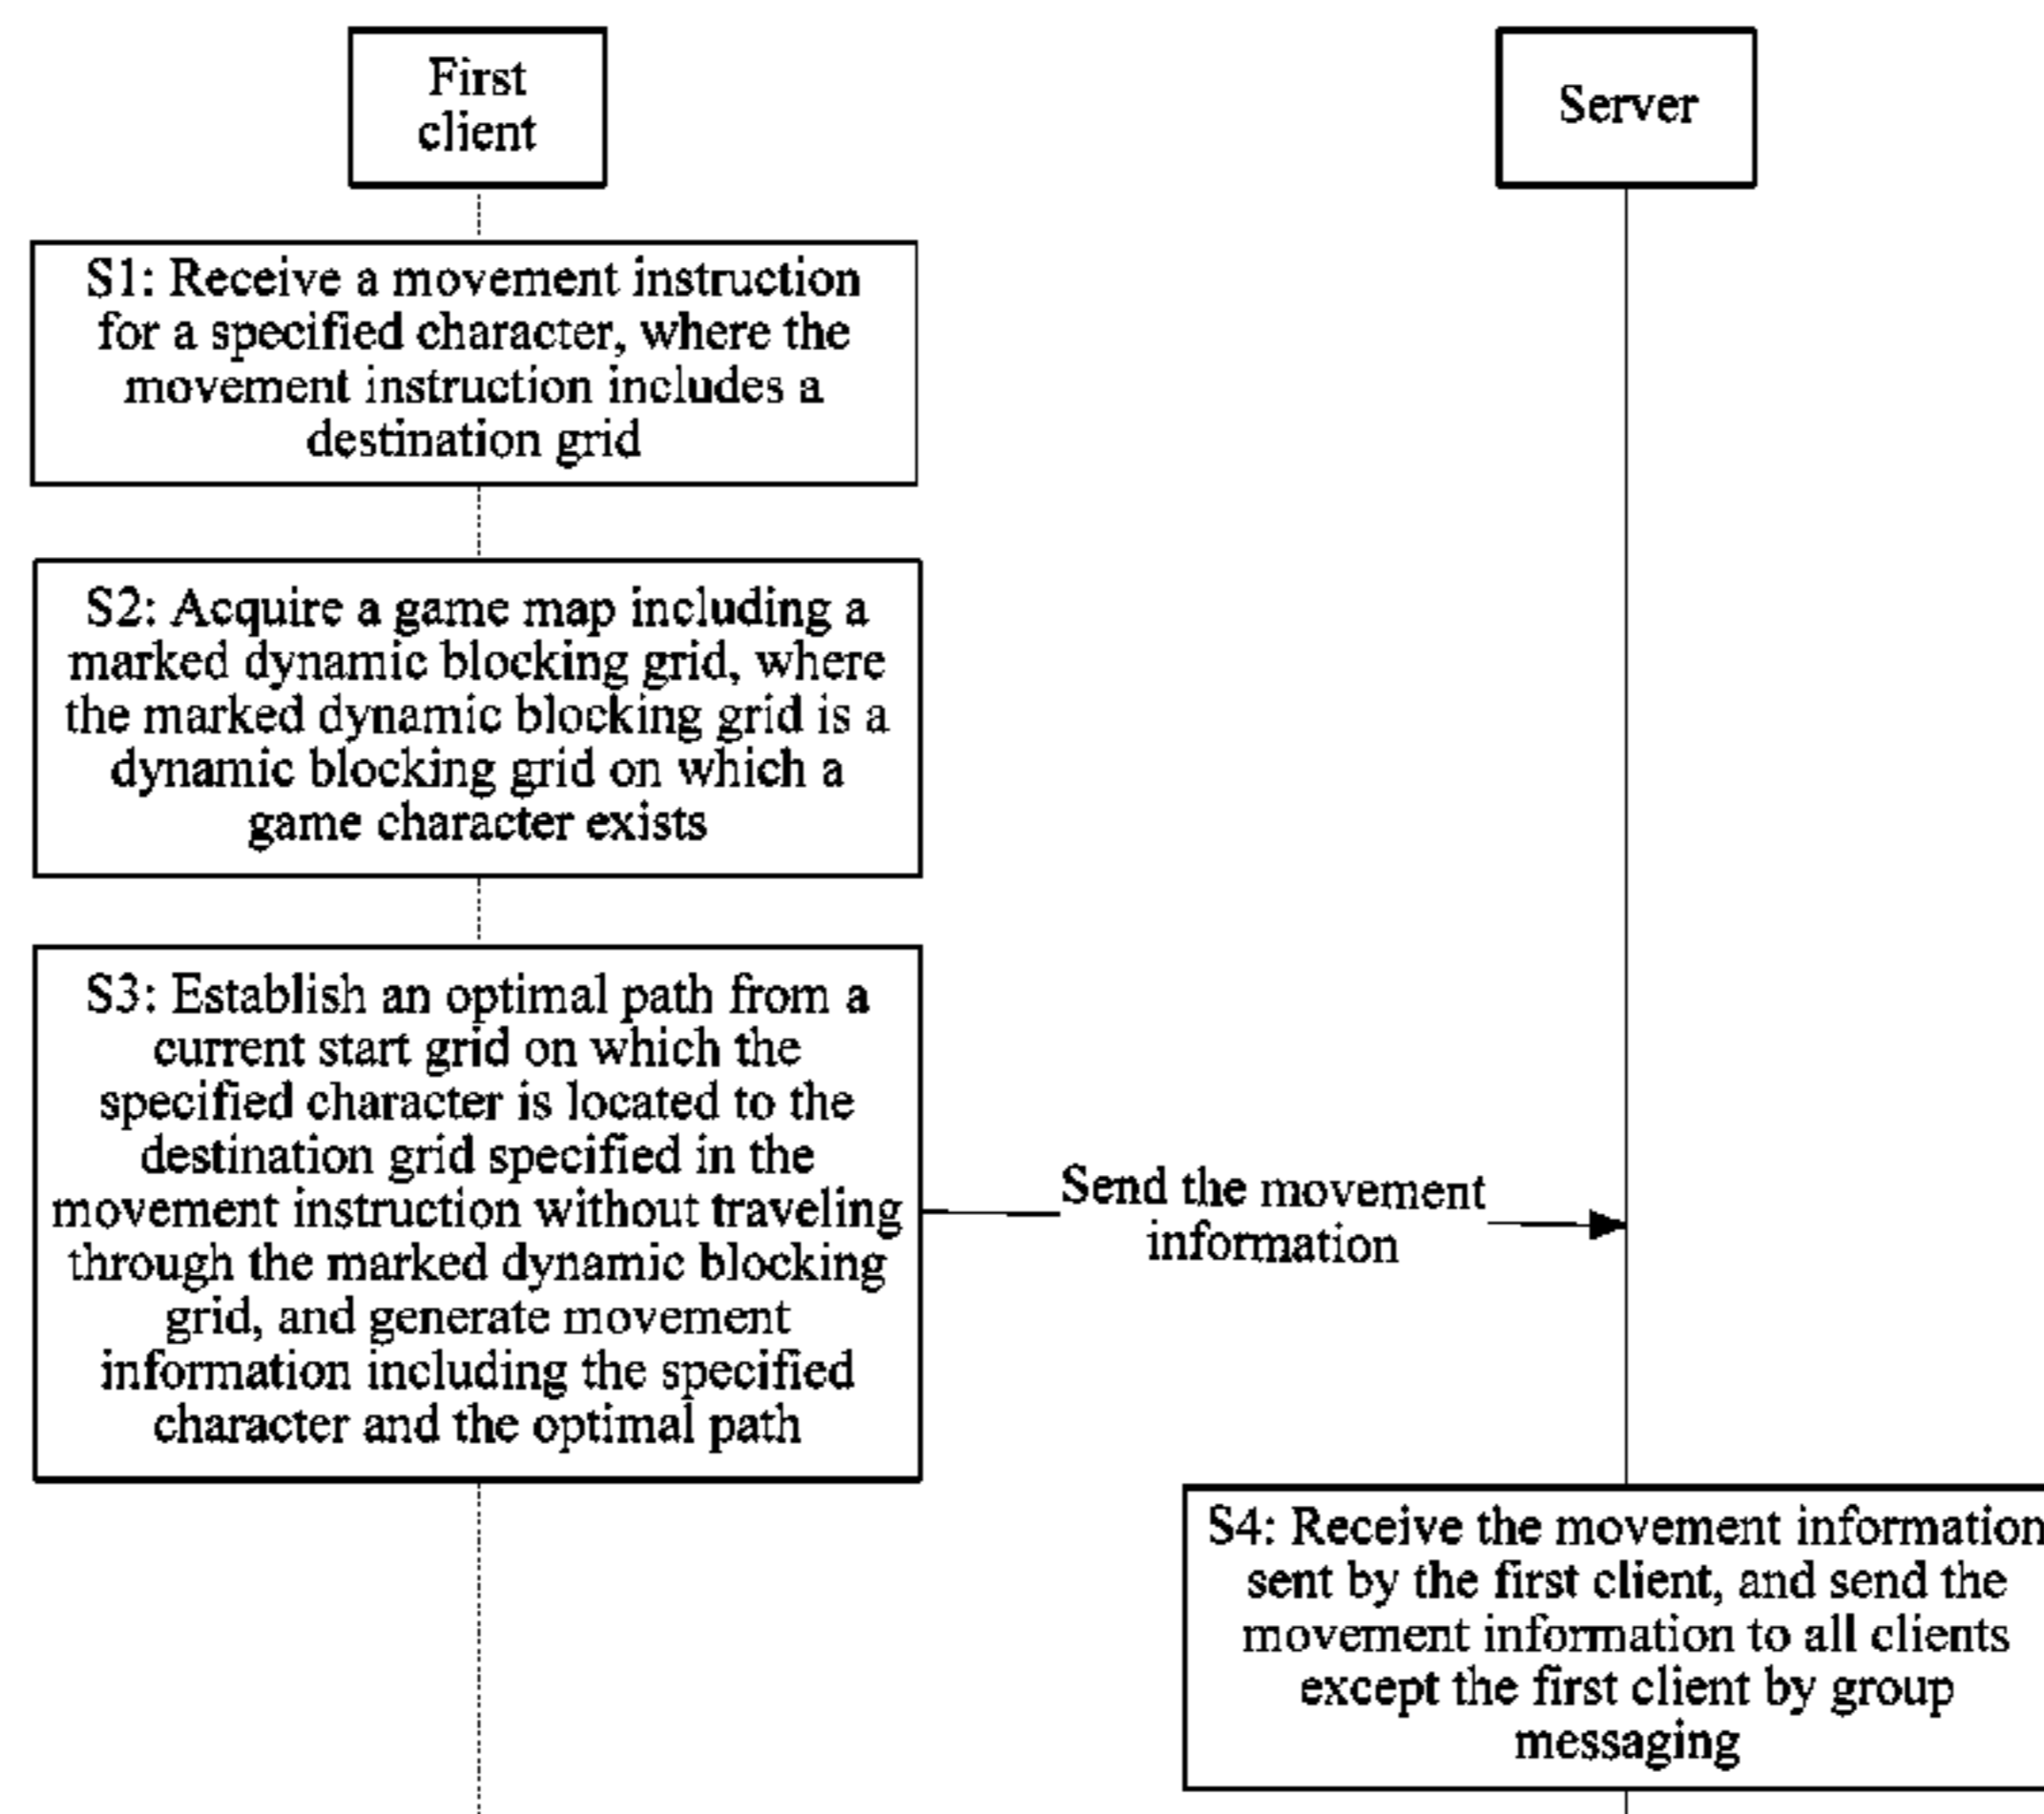 First
client
Server
S1: Receive a movement instruction
for a specified character, where the
movement instruction includes a
destination grid
S2: Acquire a game map including a
marked dynamic blocking grid, where
the marked dynamic blocking grid is a
dynamic blocking grid on which a
game character exists
S3: Establish an optimal path from a
current start grid on which the
specified character is located to the
destination grid specified in the
movement instruction without traveling
through the marked dynamic blocking
grid, and generate movement
information including the specified
character and the optimal path
Send the movement
information
S4: Receive the movement information
sent by the first client, and send the
movement information to all clients
except the first client by group
messaging